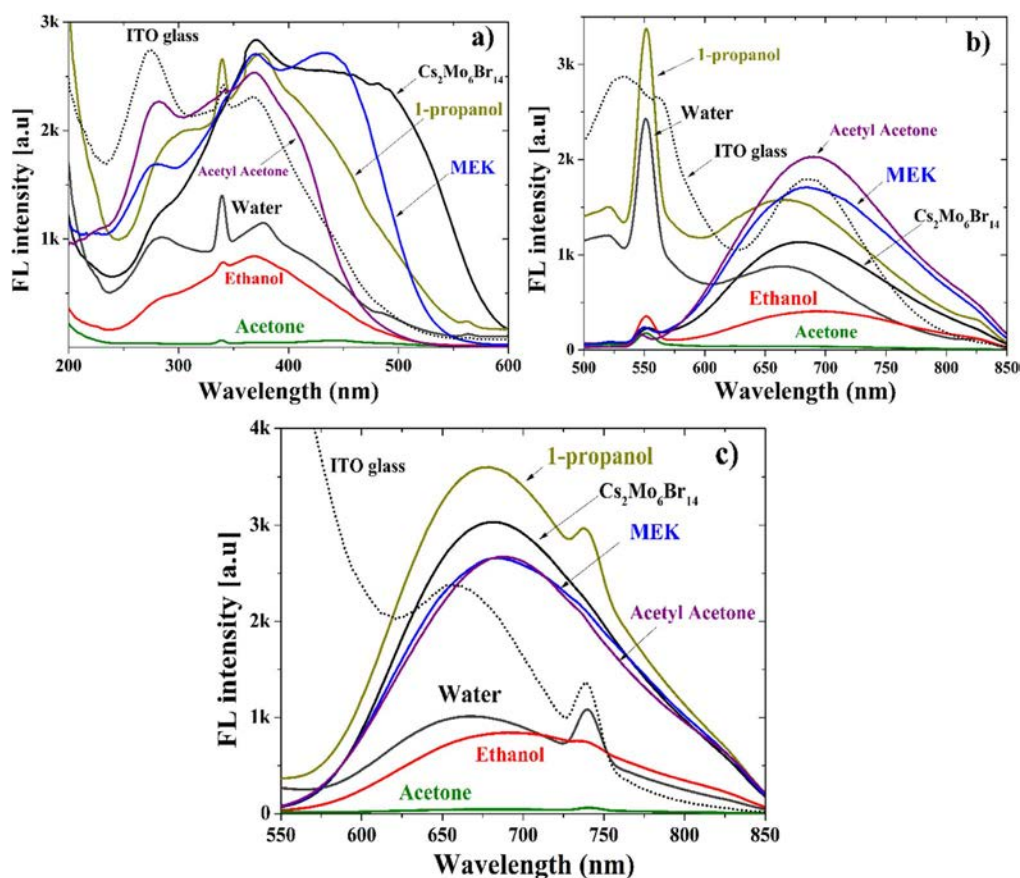 a)
FL intensity [a.u]
3k
2k
1k
ITO glass
Cs₂Mo₆Br₁₄
1-propanol
Acetyl Acetone
MEK
Water
Ethanol
Acetone
200 300 400 500 600
Wavelength (nm)
b)
FL intensity [a.u]
3k
2k
1k
0
1-propanol
Water
Acetyl Acetone
ITO glass
MEK
Cs₂Mo₆Br₁₄
Ethanol
Acetone
500 550 600 650 700 750 800 850
Wavelength (nm)
c)
FL intensity [a.u]
4k
3k
2k
1k
0
ITO glass
1-propanol
Cs₂Mo₆Br₁₄
MEK
Acetyl Acetone
Water
Ethanol
Acetone
550 600 650 700 750 800 850
Wavelength (nm)